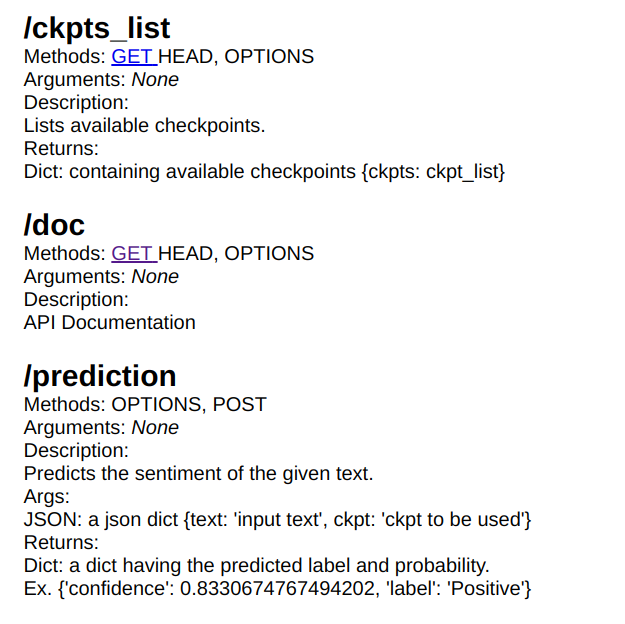 /ckpts_list
Methods: GET HEAD, OPTIONS
Arguments: None
Description:
Lists available checkpoints.
Returns:
Dict: containing available checkpoints {ckpts: ckpt_list}
/doc
Methods: GET HEAD, OPTIONS
Arguments: None
Description:
API Documentation
/prediction
Methods: OPTIONS, POST
Arguments: None
Description:
Predicts the sentiment of the given text.
Args:
JSON: a json dict {text: 'input text', ckpt: 'ckpt to be used'}
Returns:
Dict: a dict having the predicted label and probability.
Ex. {'confidence': 0.8330674767494202, 'label': 'Positive'}